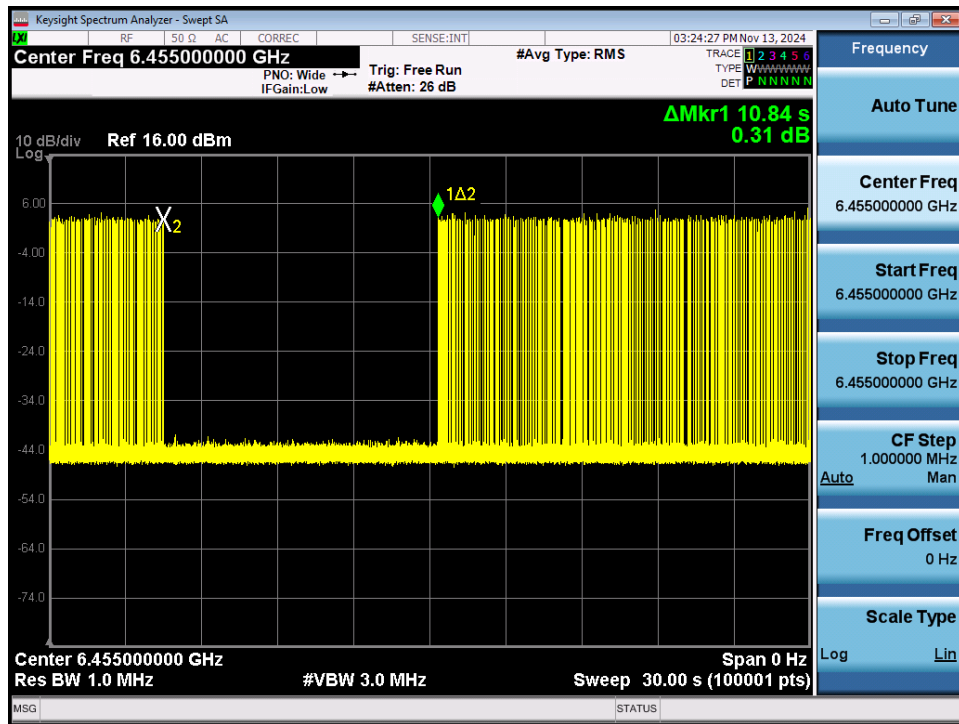 Keysight Spectrum Analyzer - Swept SA
LXI RF 50 Ω AC CORREC SENSE:INT 03:24:27 PM Nov 13, 2024
Center Freq 6.455000000 GHz
#Avg Type: RMS
TRACE 1 2 3 4 5 6
PNO: Wide Trig: Free Run
TYPE WWWWWW
IFGain:Low #Atten: 26 dB
DET P N N N N N
ΔMkr1 10.84 s
0.31 dB
10 dB/div Ref 16.00 dBm
Log
1Δ2
X2
6.00
-4.00
-14.0
-24.0
-34.0
-44.0
-54.0
-64.0
-74.0
Center 6.455000000 GHz Span 0 Hz
Res BW 1.0 MHz #VBW 3.0 MHz Sweep 30.00 s (100001 pts)
MSG STATUS
Frequency
Auto Tune
Center Freq
6.455000000 GHz
Start Freq
6.455000000 GHz
Stop Freq
6.455000000 GHz
CF Step
1.000000 MHz
Auto Man
Freq Offset
0 Hz
Scale Type
Log Lin